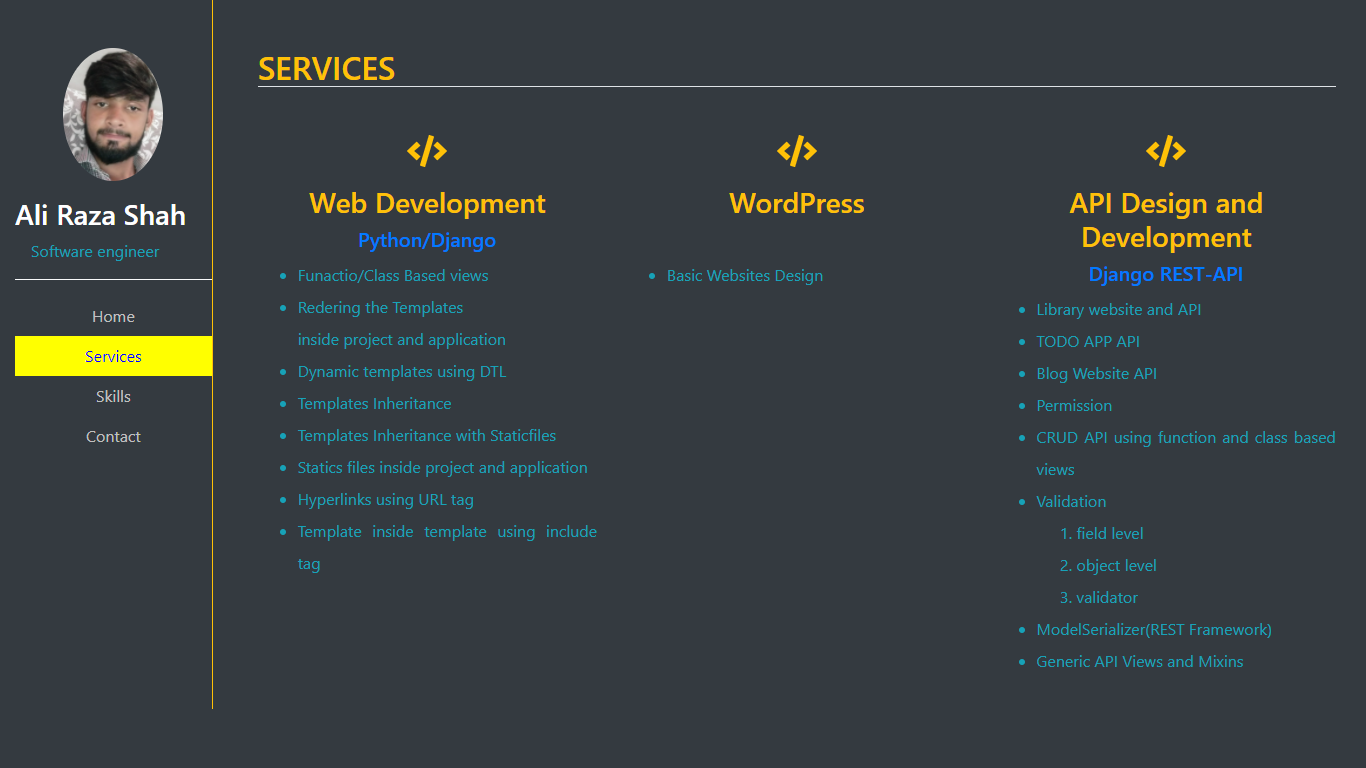 Ali Raza Shah
Software engineer
Home
Services
Skills
Contact
SERVICES
Web Development
Python/Django
Funactio/Class Based views
Redering the Templates
inside project and application
Dynamic templates using DTL
Templates Inheritance
Templates Inheritance with Staticfiles
Statics files inside project and application
Hyperlinks using URL tag
Template inside template using include
tag
WordPress
Basic Websites Design
API Design and
Development
Django REST-API
Library website and API
TODO APP API
Blog Website API
Permission
CRUD API using function and class based
views
Validation
1. field level
2. object level
3. validator
ModelSerializer(REST Framework)
Generic API Views and Mixins